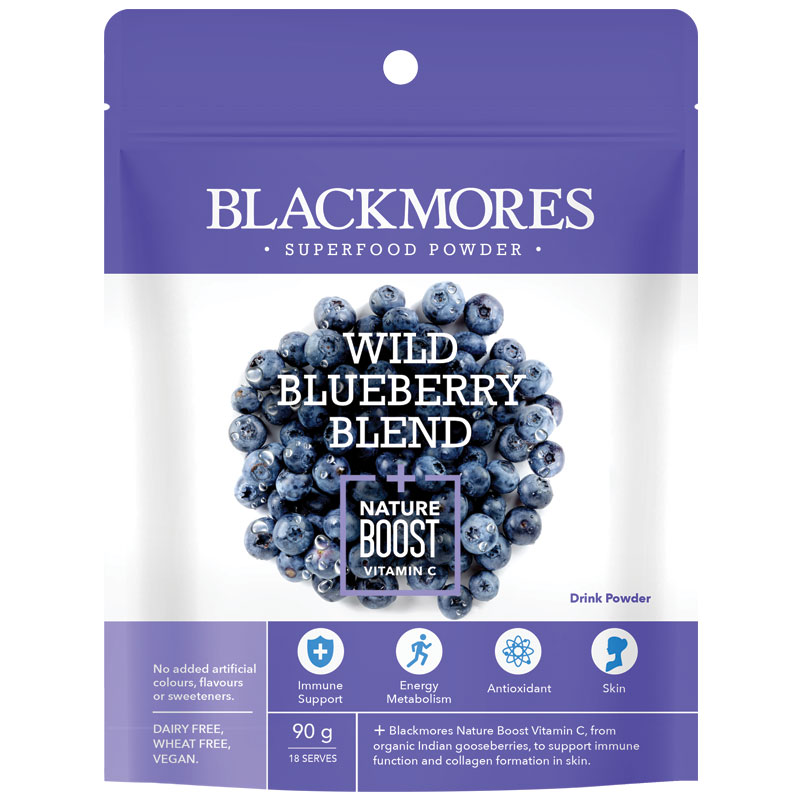 BLACKMORES
• SUPERFOOD POWDER •
WILD
BLUEBERRY
BLEND
+
NATURE
BOOST
VITAMIN C
Drink Powder
No added artificial
colours, flavours
or sweeteners.
DAIRY FREE,
WHEAT FREE,
VEGAN.
Immune
Support
Energy
Metabolism
Antioxidant
Skin
90 g
18 SERVES
+ Blackmores Nature Boost Vitamin C, from
organic Indian gooseberries, to support immune
function and collagen formation in skin.